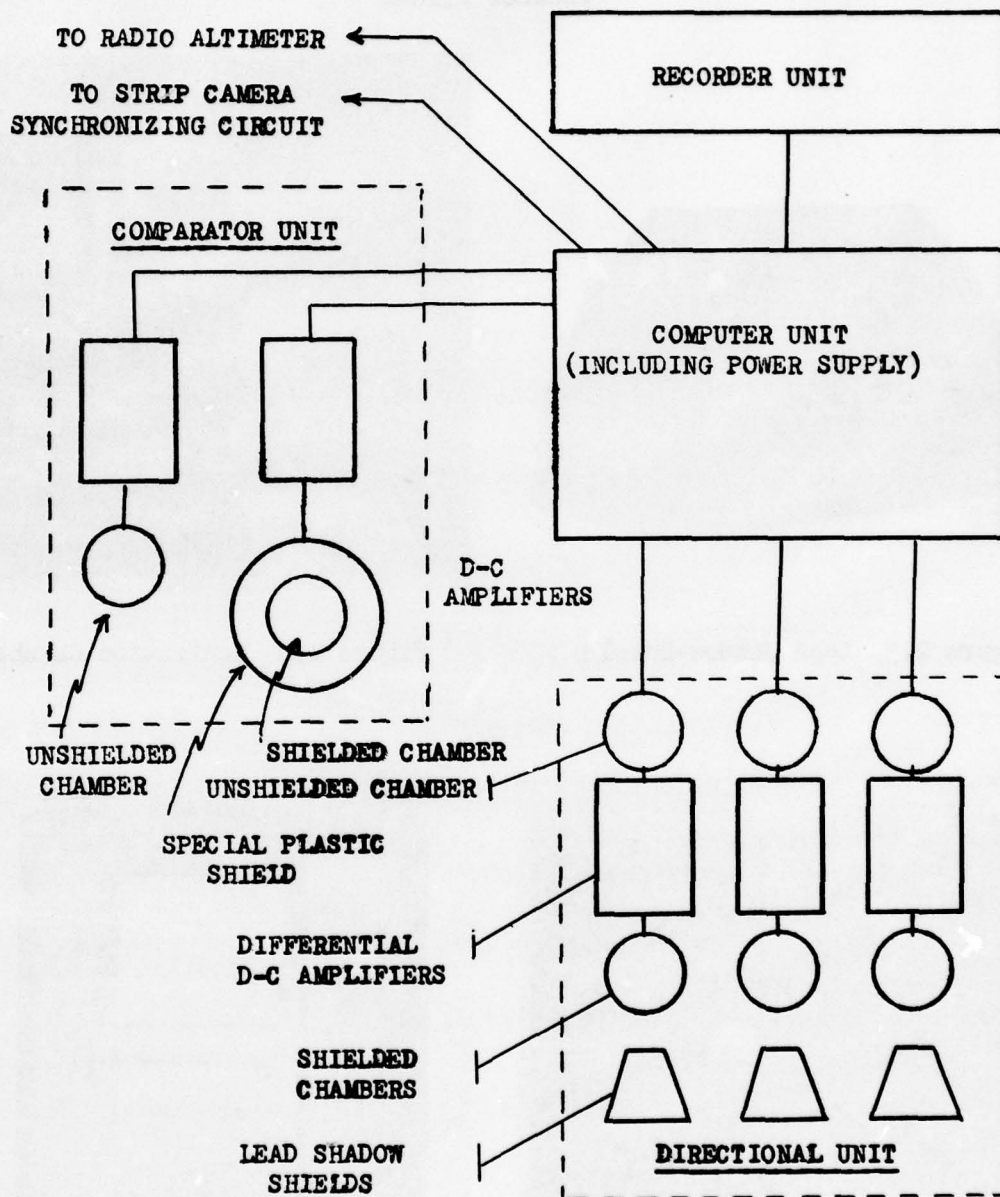 TO RADIO ALTIMETER
RECORDER UNIT
TO STRIP CAMERA
SYNCHRONIZING CIRCUIT
COMPARATOR UNIT
COMPUTER UNIT
(INCLUDING POWER SUPPLY)
D-C
AMPLIFIERS
UNSHIELDED
CHAMBER
SHIELDED CHAMBER
UNSHIELDED CHAMBER
SPECIAL PLASTIC
SHIELD
DIFFERENTIAL
D-C AMPLIFIERS
SHIELDED
CHAMBERS
LEAD SHADOW
SHIELDS
DIRECTIONAL UNIT